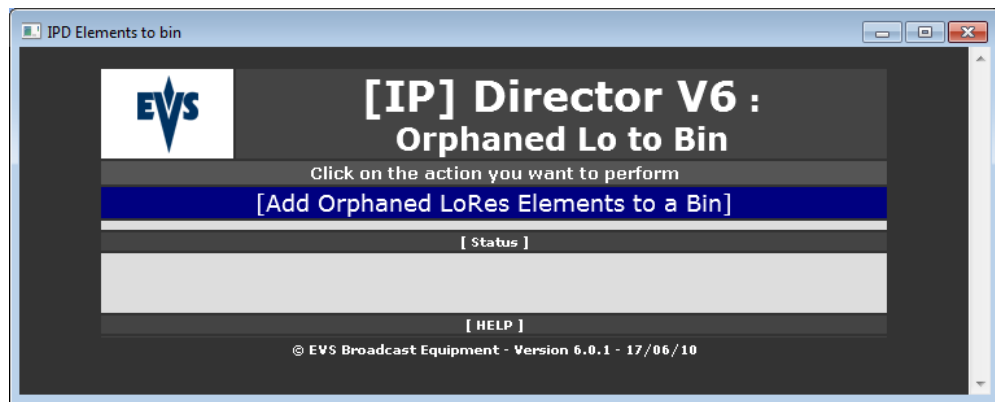 IPD Elements to bin
EVS
[IP] Director V6 :
Orphaned Lo to Bin
Click on the action you want to perform
[Add Orphaned LoRes Elements to a Bin]
[ Status ]
[ HELP ]
© EVS Broadcast Equipment - Version 6.0.1 - 17/06/10